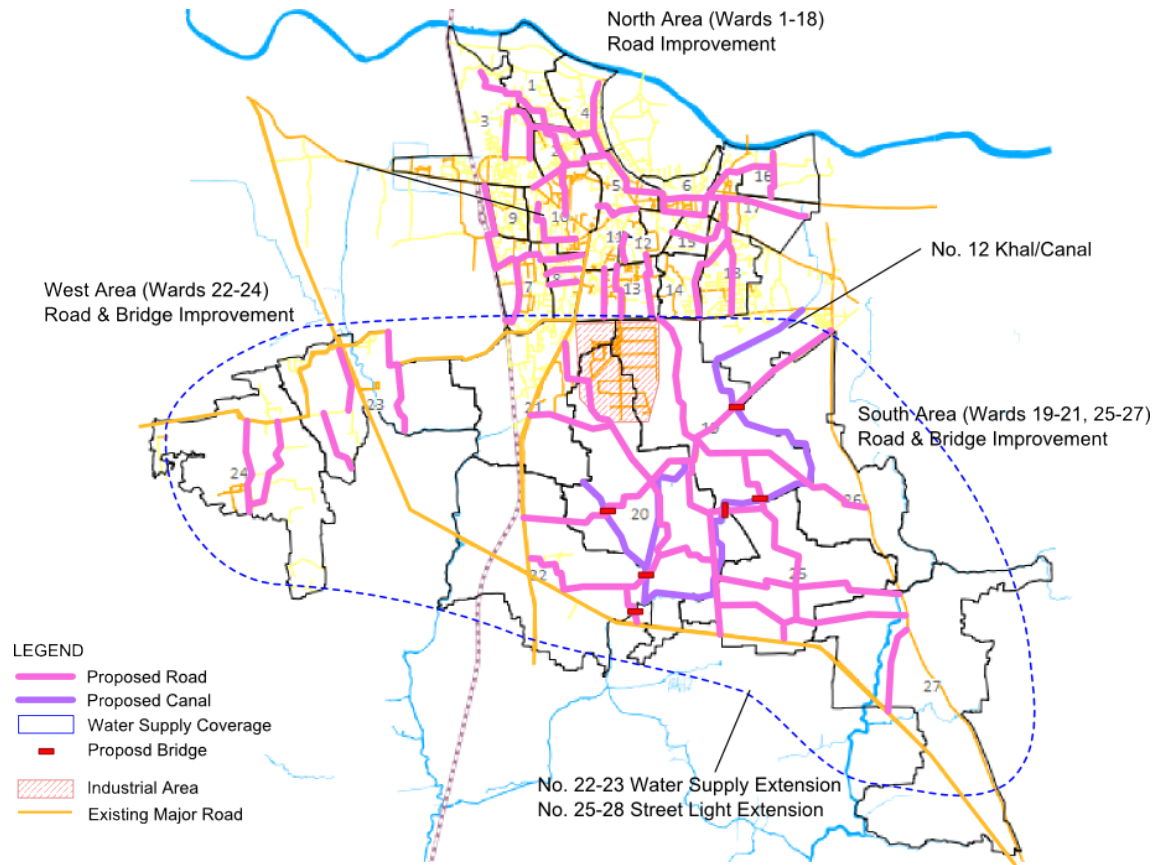 North Area (Wards 1-18)
Road Improvement
1
4
3
2
5
6
16
17
9
10
11
12
15
No. 12 Khal/Canal
7
8
13
14
18
West Area (Wards 22-24)
Road & Bridge Improvement
23
21
19
South Area (Wards 19-21, 25-27)
Road & Bridge Improvement
24
20
26
22
25
27
LEGEND
Proposed Road
Proposed Canal
Water Supply Coverage
Proposd Bridge
Industrial Area
Existing Major Road
No. 22-23 Water Supply Extension
No. 25-28 Street Light Extension